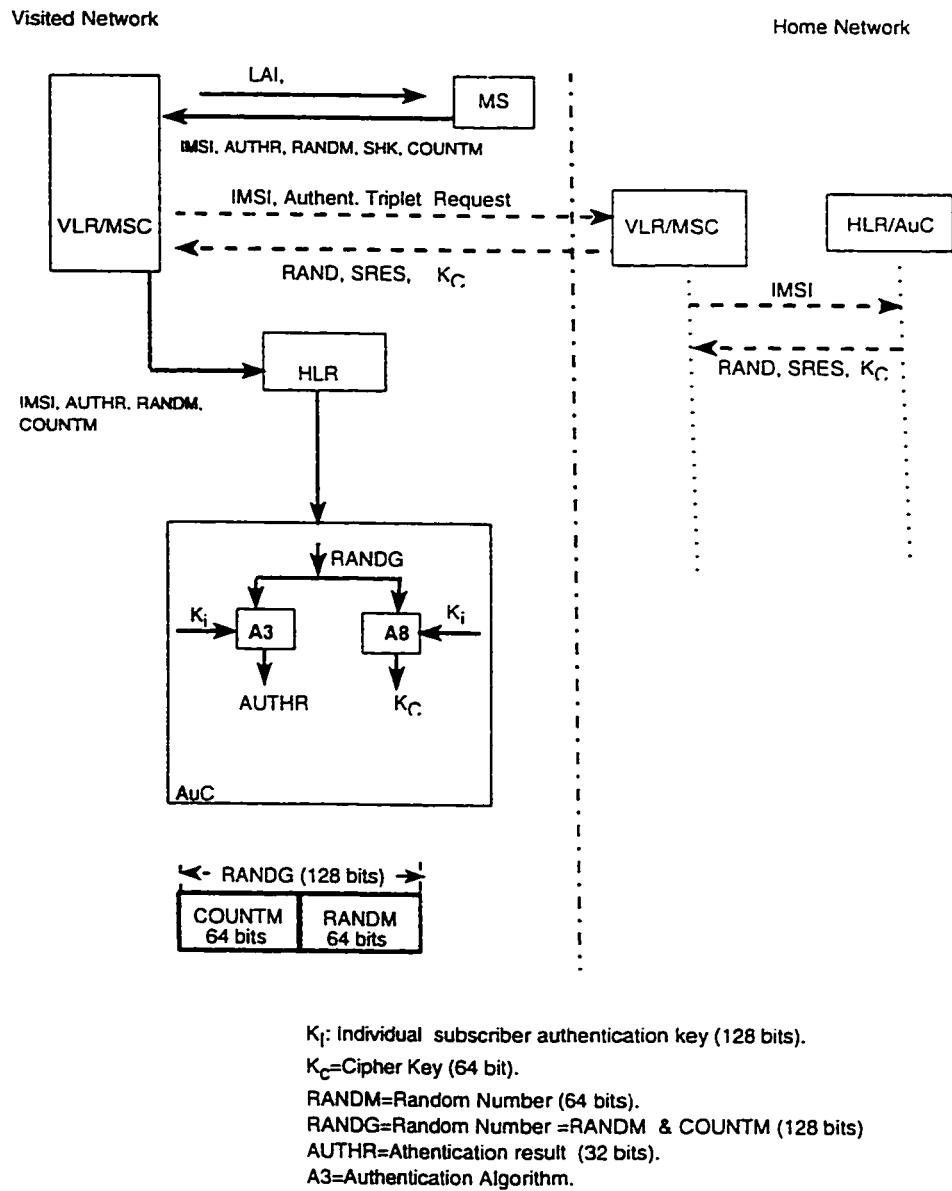 Visited Network
Home Network
LAI,
MS
IMSI, AUTHR, RANDM, SHK, COUNTM
IMSI, Authent. Triplet Request
VLR/MSC
VLR/MSC
HLR/AuC
RAND, SRES, KC
IMSI
RAND, SRES, KC
HLR
IMSI, AUTHR, RANDM,
COUNTM
RANDG
Ki
A3
A8
Ki
AUTHR
KC
AuC
RANDG (128 bits)
COUNTM
64 bits
RANDM
64 bits
Ki: Individual subscriber authentication key (128 bits).
Kc=Cipher Key (64 bit).
RANDM=Random Number (64 bits).
RANDG=Random Number =RANDM & COUNTM (128 bits)
AUTHR=Athentication result (32 bits).
A3=Authentication Algorithm.